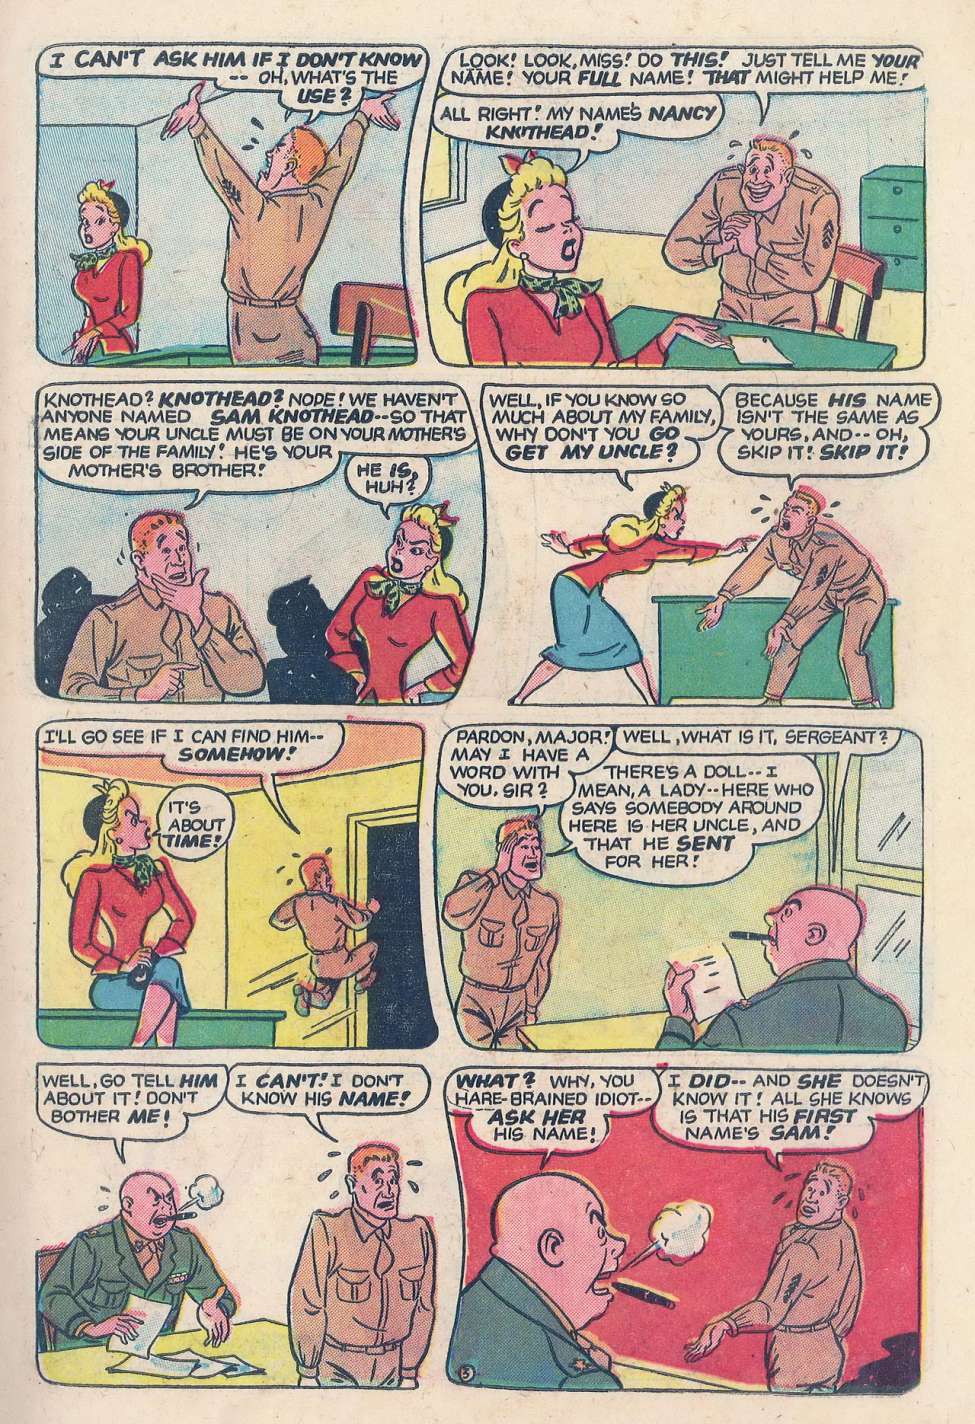 I CAN'T ASK HIM IF I DON'T KNOW
-- OH, WHAT'S THE
USE?
LOOK! LOOK, MISS! DO THIS! JUST TELL ME YOUR
NAME! YOUR FULL NAME! THAT MIGHT HELP ME!
ALL RIGHT! MY NAME'S NANCY
KNOTHEAD!
KNOTHEAD? KNOTHEAD? NOPE! WE HAVEN'T
ANYONE NAMED SAM KNOTHEAD--SO THAT
MEANS YOUR UNCLE MUST BE ON YOUR MOTHER'S
SIDE OF THE FAMILY! HE'S YOUR
MOTHER'S BROTHER!
HE IS,
HUH?
WELL, IF YOU KNOW SO
MUCH ABOUT MY FAMILY,
WHY DON'T YOU GO
GET MY UNCLE?
BECAUSE HIS NAME
ISN'T THE SAME AS
YOURS, AND-- OH,
SKIP IT! SKIP IT!
I'LL GO SEE IF I CAN FIND HIM--
SOMEHOW!
IT'S
ABOUT
TIME!
PARDON, MAJOR!
MAY I HAVE A
WORD WITH
YOU, SIR?
WELL, WHAT IS IT, SERGEANT?
THERE'S A DOLL-- I
MEAN, A LADY--HERE WHO
SAYS SOMEBODY AROUND
HERE IS HER UNCLE, AND
THAT HE SENT
FOR HER!
WELL, GO TELL HIM
ABOUT IT! DON'T
BOTHER ME!
I CAN'T! I DON'T
KNOW HIS NAME!
WHAT? WHY, YOU
HARE-BRAINED IDIOT--
ASK HER
HIS NAME!
I DID-- AND SHE DOESN'T
KNOW IT! ALL SHE KNOWS
IS THAT HIS FIRST
NAME'S SAM!
3